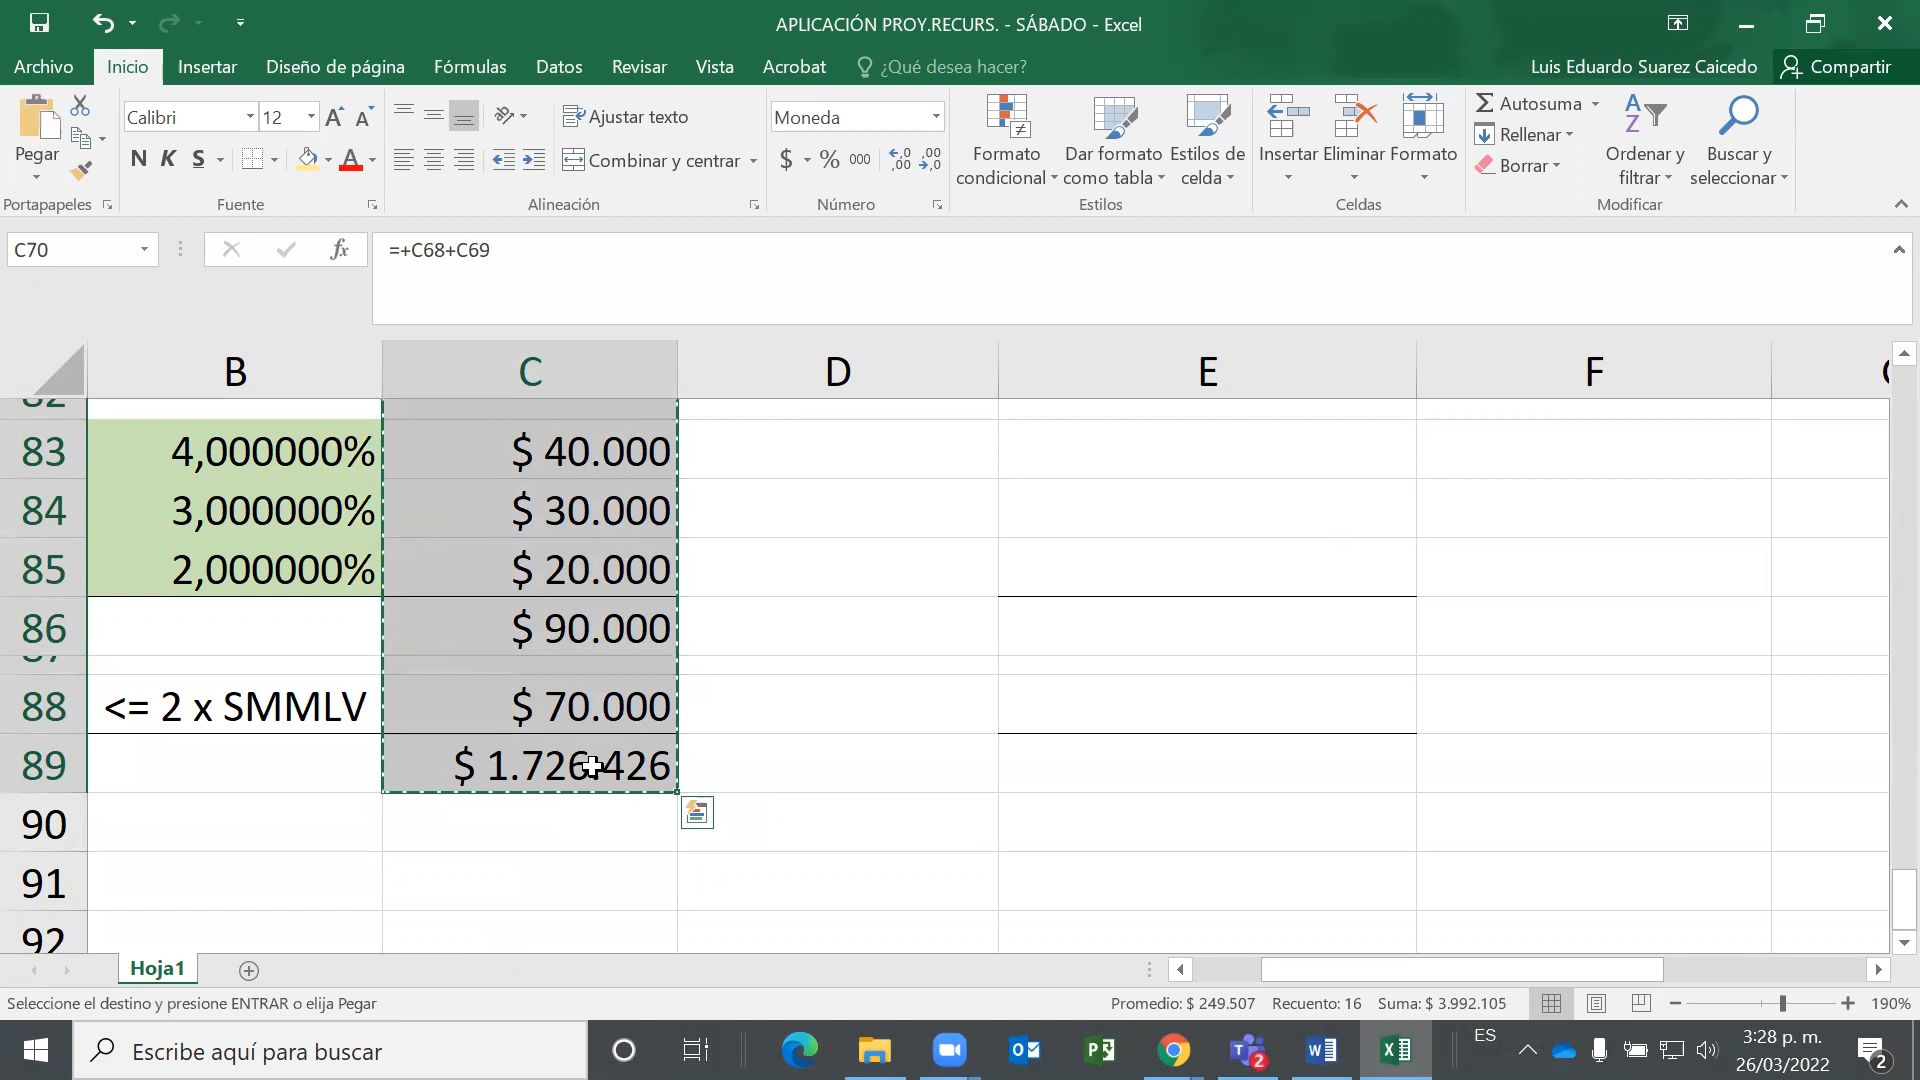 APLICACIÓN PROY.RECURS. - SÁBADO - Excel
Archivo Inicio Insertar Diseño de página Fórmulas Datos Revisar Vista Acrobat ¿Qué desea hacer? Luis Eduardo Suarez Caicedo Compartir
Pegar
Portapapeles
Calibri 12
N K S
Fuente
Ajustar texto
Combinar y centrar
Alineación
Moneda
$ % 000 ,00 ,00
Número
Formato condicional
Dar formato como tabla
Estilos de celda
Estilos
Insertar Eliminar Formato
Celdas
Autosuma
Rellenar
Borrar
Ordenar y filtrar
Buscar y seleccionar
Modificar
C70 fx =+C68+C69
B C D E F
83 4,000000% $ 40.000
84 3,000000% $ 30.000
85 2,000000% $ 20.000
86 $ 90.000
88 <= 2 x SMMLV $ 70.000
89 $ 1.726.426
90
91
92
Hoja1
Seleccione el destino y presione ENTRAR o elija Pegar Promedio: $ 249.507 Recuento: 16 Suma: $ 3.992.105 190%
Escribe aquí para buscar
ES
3:28 p. m.
26/03/2022
2
2